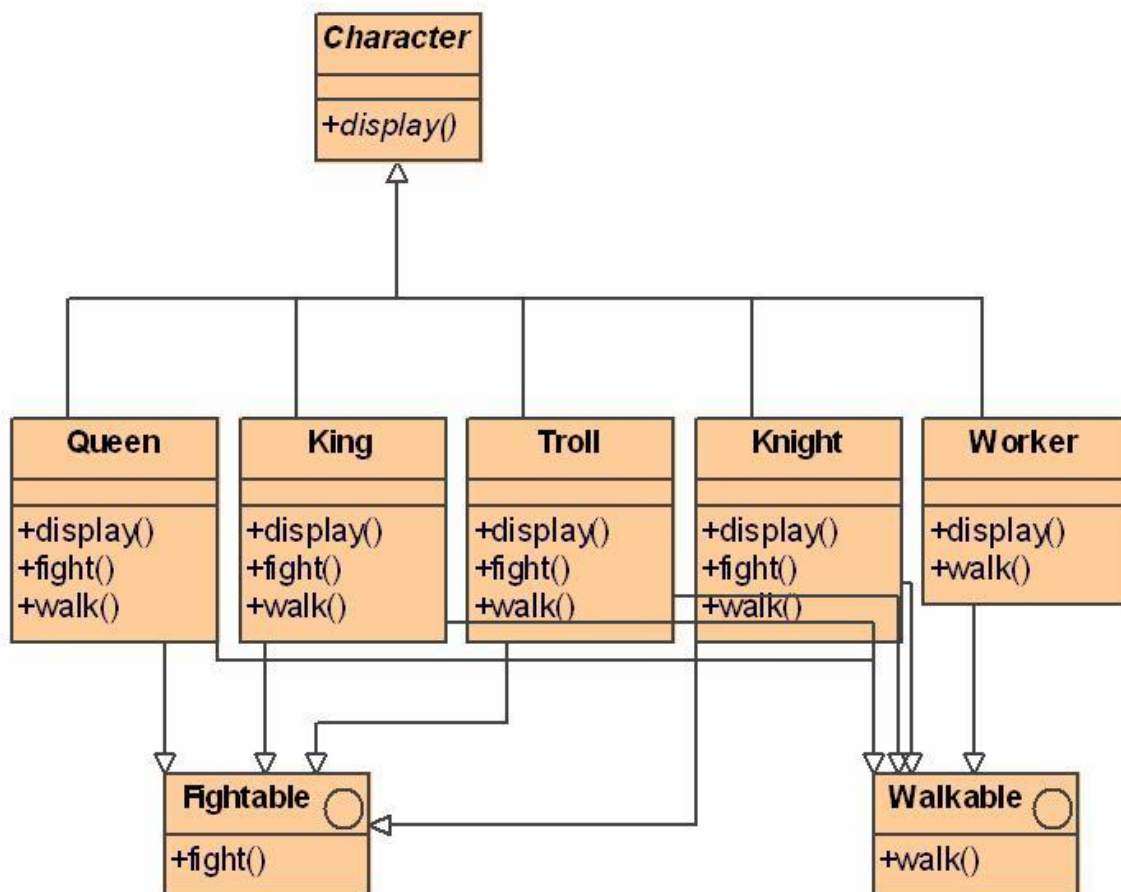 Character
+display()
Queen
+display()
+fight()
+walk()
King
+display()
+fight()
+walk()
Troll
+display()
+fight()
+walk()
Knight
+display()
+fight()
+walk()
Worker
+display()
+walk()
Fightable
+fight()
Walkable
+walk()